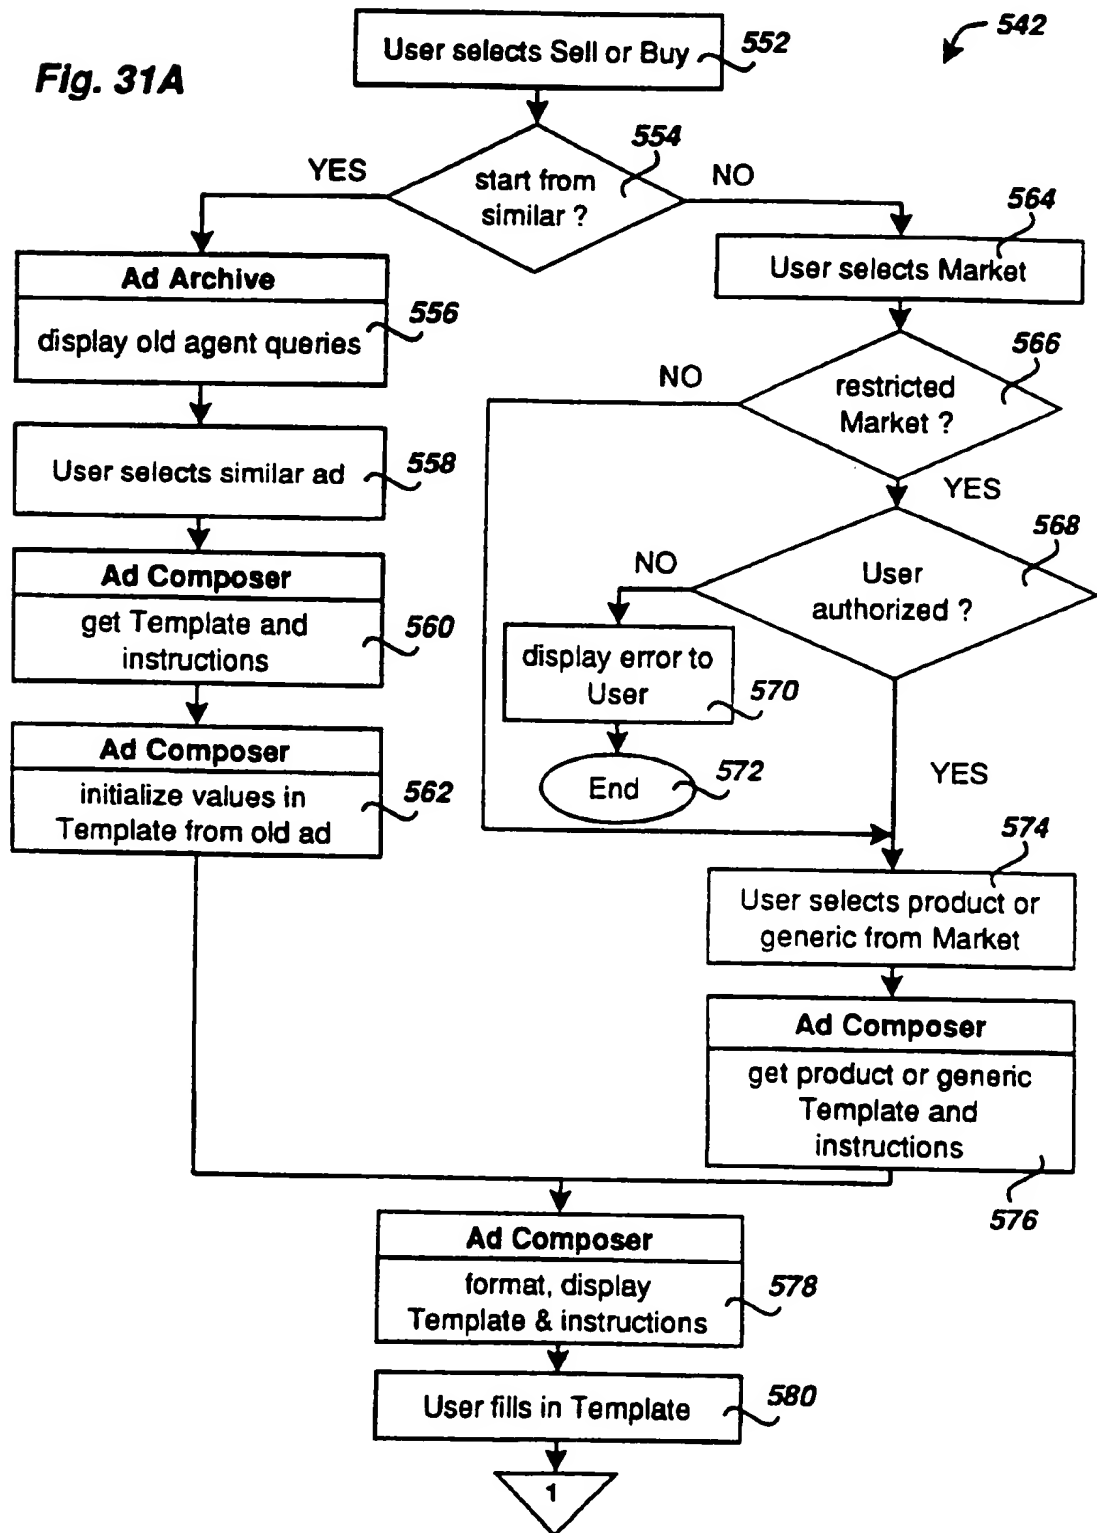 542
User selects Sell or Buy
552
Fig. 31A
554
YES
start from
similar ?
NO
564
Ad Archive
User selects Market
display old agent queries
556
566
NO
restricted
Market ?
User selects similar ad
558
YES
568
NO
User
authorized ?
Ad Composer
get Template and
instructions
560
display error to
User
570
Ad Composer
initialize values in
Template from old ad
562
End
572
YES
574
User selects product or
generic from Market
Ad Composer
get product or generic
Template and
instructions
576
Ad Composer
format, display
Template & instructions
578
User fills in Template
580
1